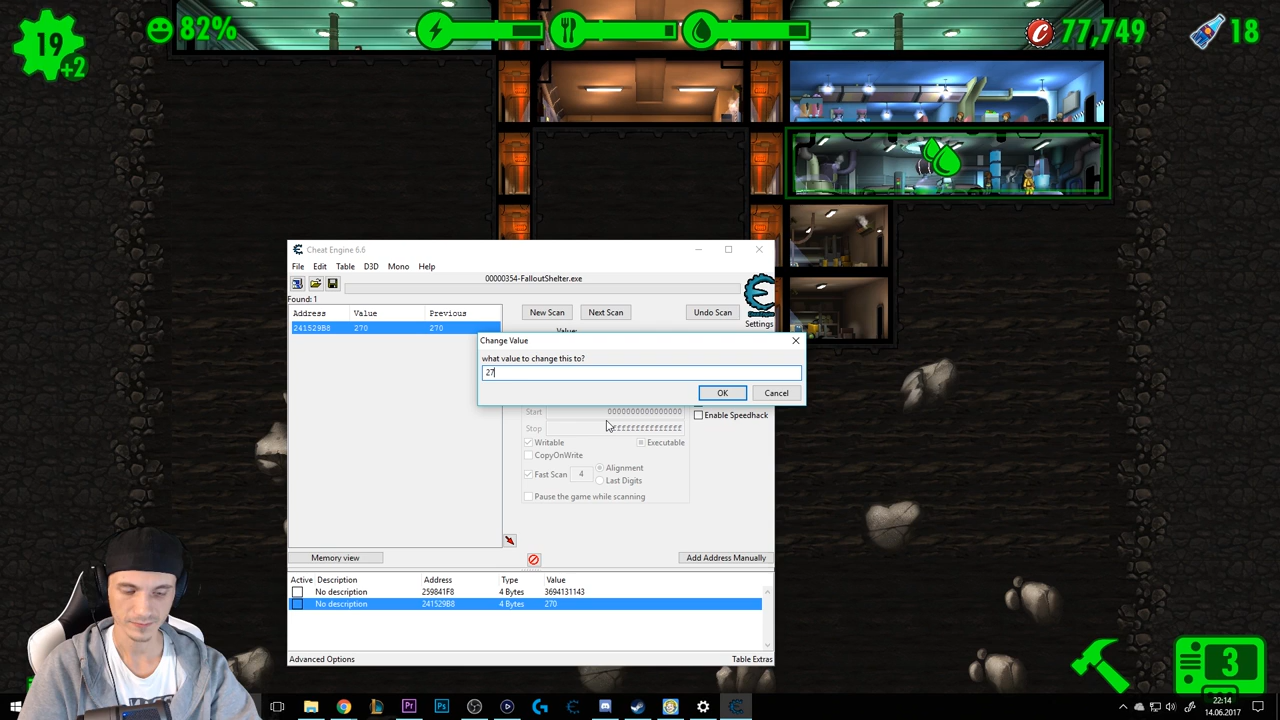 19
+2
82%
77,749
18
Cheat Engine 6.6
File Edit Table D3D Mono Help
00000354-FalloutShelter.exe
Found: 1
Address Value Previous
241529B8 270 270
New Scan Next Scan Undo Scan
Settings
Value:
Change Value
what value to change this to?
27
OK Cancel
Start 0000000000000000
Enable Speedhack
Stop
Writable Executable
CopyOnWrite
Fast Scan 4 Alignment
Last Digits
Pause the game while scanning
Memory view Add Address Manually
Active Description Address Type Value
No description 259841F8 4 Bytes 3694131143
No description 241529B8 4 Bytes 270
Advanced Options Table Extras
3
22:14
14.06.2017